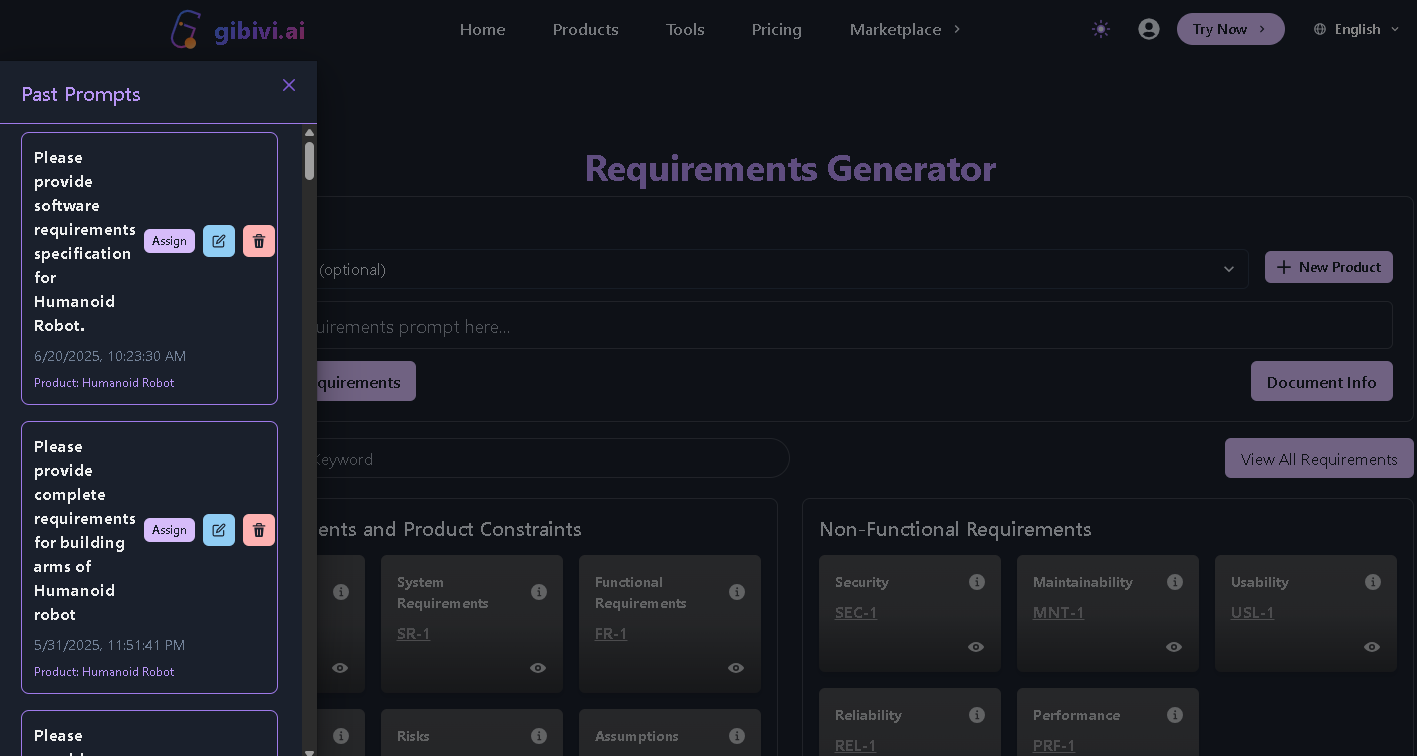 gibivi.ai
Home
Products
Tools
Pricing
Marketplace
Try Now
English
Past Prompts
Please
provide
software
requirements
specification
for
Humanoid
Robot.
Assign
6/20/2025, 10:23:30 AM
Product: Humanoid Robot
Please
provide
complete
requirements
for building
arms of
Humanoid
robot
Assign
5/31/2025, 11:51:41 PM
Product: Humanoid Robot
Please
Requirements Generator
(optional)
New Product
uirements prompt here...
quirements
Document Info
Keyword
View All Requirements
ents and Product Constraints
System
Requirements
SR-1
Functional
Requirements
FR-1
Risks
Assumptions
Non-Functional Requirements
Security
SEC-1
Maintainability
MNT-1
Usability
USL-1
Reliability
REL-1
Performance
PRF-1